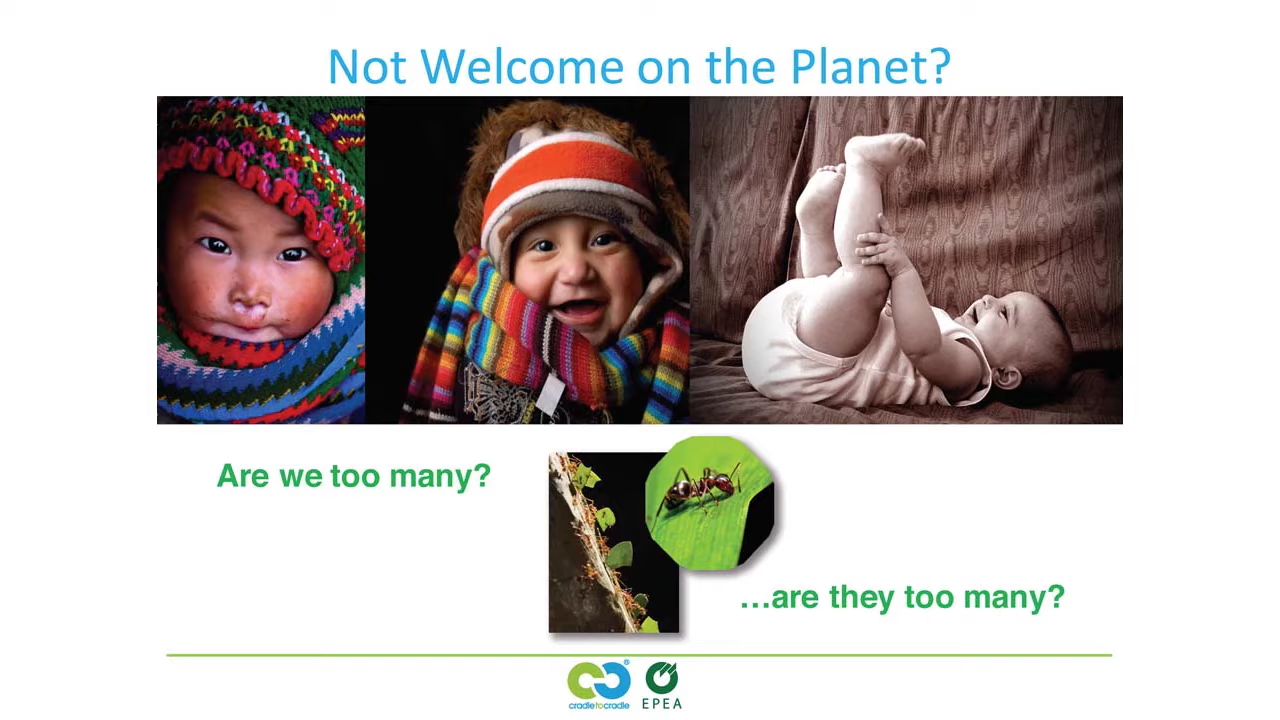 Not Welcome on the Planet?
Are we too many?
…are they too many?
cradletocradle
®
EPEA